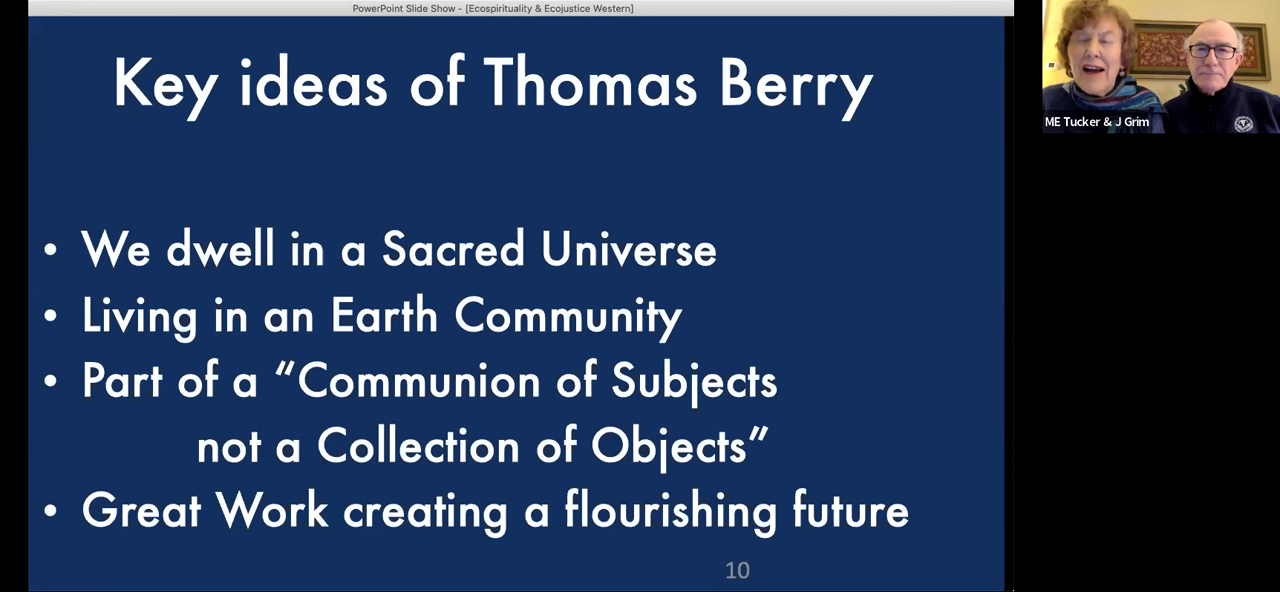 PowerPoint Slide Show - [Ecospirituality & Ecojustice Western]
Key ideas of Thomas Berry
• We dwell in a Sacred Universe
• Living in an Earth Community
• Part of a “Communion of Subjects
not a Collection of Objects”
• Great Work creating a flourishing future
10
ME Tucker & J Grim